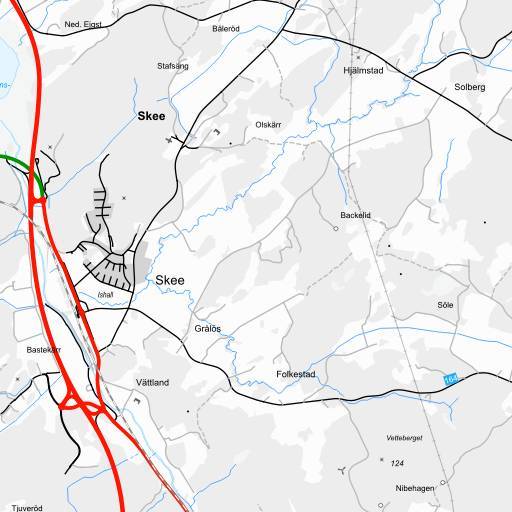 Ned. Eigst
Båleröd
Stafsäng
Hjälmstad
Solberg
Skee
Olskärr
Backelid
Skee
Ishall
Söle
Grålös
Bastekärr
Folkestad
164
Vättland
Vetteberget
124
Nibehagen
Tjuveröd